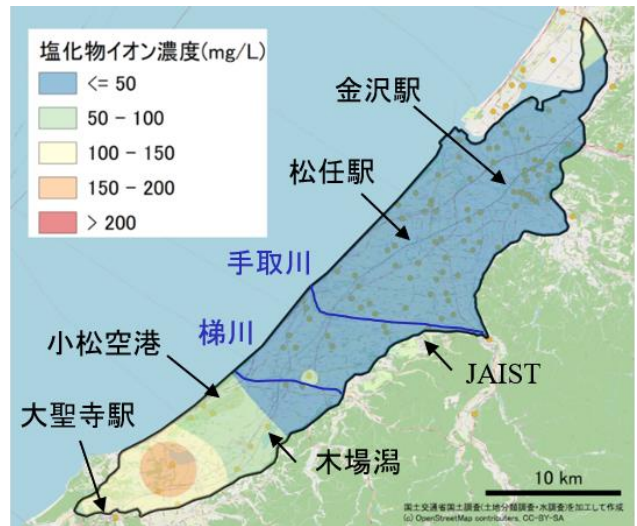 塩化物イオン濃度(mg/L)
<= 50
50 - 100
100 - 150
150 - 200
> 200
金沢駅
松任駅
手取川
梯川
小松空港
JAIST
大聖寺駅
木場潟
10 km
国土交通省国土調査(土地分類調査・水調査)を加工して作成
(c) OpenStreetMap contributors, CC-BY-SA